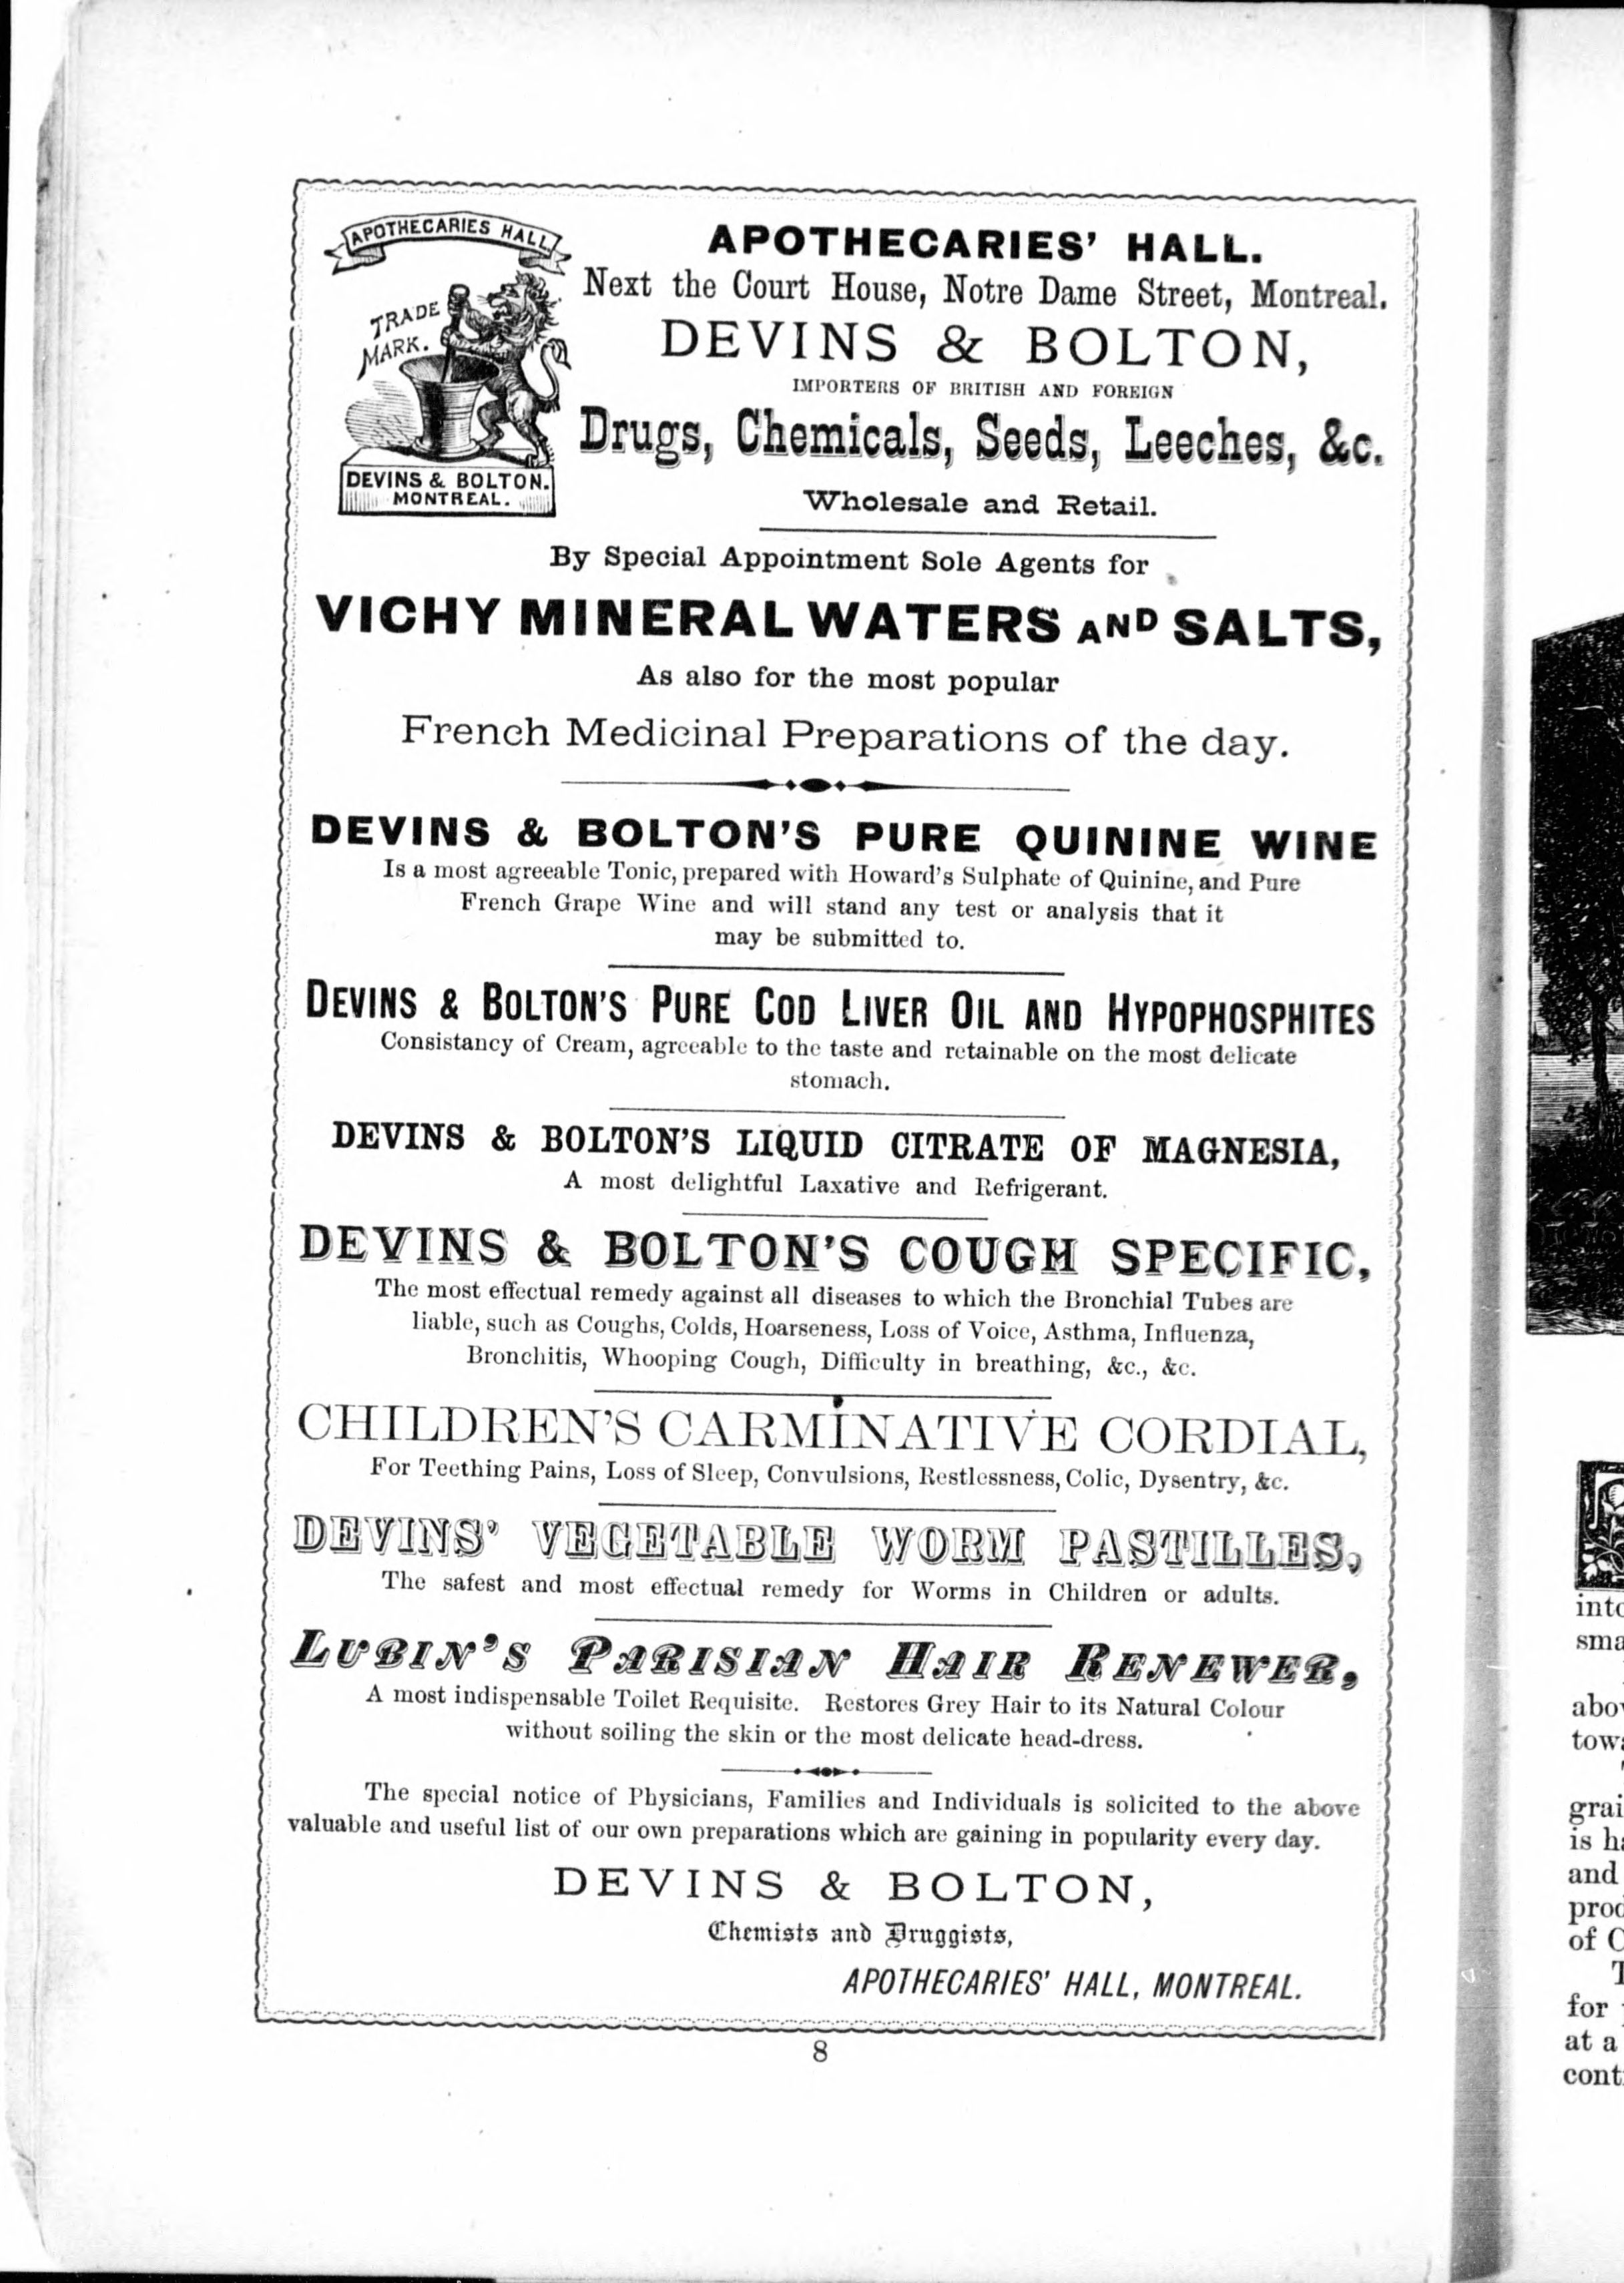 APOTHECARIES HALL
TRADE
MARK.
DEVINS & BOLTON.
MONTREAL.
APOTHECARIES' HALL.
Next the Court House, Notre Dame Street, Montreal.
DEVINS & BOLTON,
IMPORTERS OF BRITISH AND FOREIGN
Drugs, Chemicals, Seeds, Leeches, &c.
Wholesale and Retail.
By Special Appointment Sole Agents for
VICHY MINERAL WATERS AND SALTS,
As also for the most popular
French Medicinal Preparations of the day.
DEVINS & BOLTON'S PURE QUININE WINE
Is a most agreeable Tonic, prepared with Howard's Sulphate of Quinine, and Pure
French Grape Wine and will stand any test or analysis that it
may be submitted to.
DEVINS & BOLTON'S PURE COD LIVER OIL AND HYPOPHOSPHITES
Consistancy of Cream, agreeable to the taste and retainable on the most delicate
stomach.
DEVINS & BOLTON'S LIQUID CITRATE OF MAGNESIA,
A most delightful Laxative and Refrigerant.
DEVINS & BOLTON'S COUGH SPECIFIC,
The most effectual remedy against all diseases to which the Bronchial Tubes are
liable, such as Coughs, Colds, Hoarseness, Loss of Voice, Asthma, Influenza,
Bronchitis, Whooping Cough, Difficulty in breathing, &c., &c.
CHILDREN'S CARMINATIVE CORDIAL,
For Teething Pains, Loss of Sleep, Convulsions, Restlessness, Colic, Dysentry, &c.
DEVINS' VEGETABLE WORM PASTILLES,
The safest and most effectual remedy for Worms in Children or adults.
LUBIN'S PARISIAN HAIR RENEWER,
A most indispensable Toilet Requisite. Restores Grey Hair to its Natural Colour
without soiling the skin or the most delicate head-dress.
The special notice of Physicians, Families and Individuals is solicited to the above
valuable and useful list of our own preparations which are gaining in popularity every day.
DEVINS & BOLTON,
Chemists and Druggists,
APOTHECARIES' HALL, MONTREAL.
8
into
and
of
for
at a